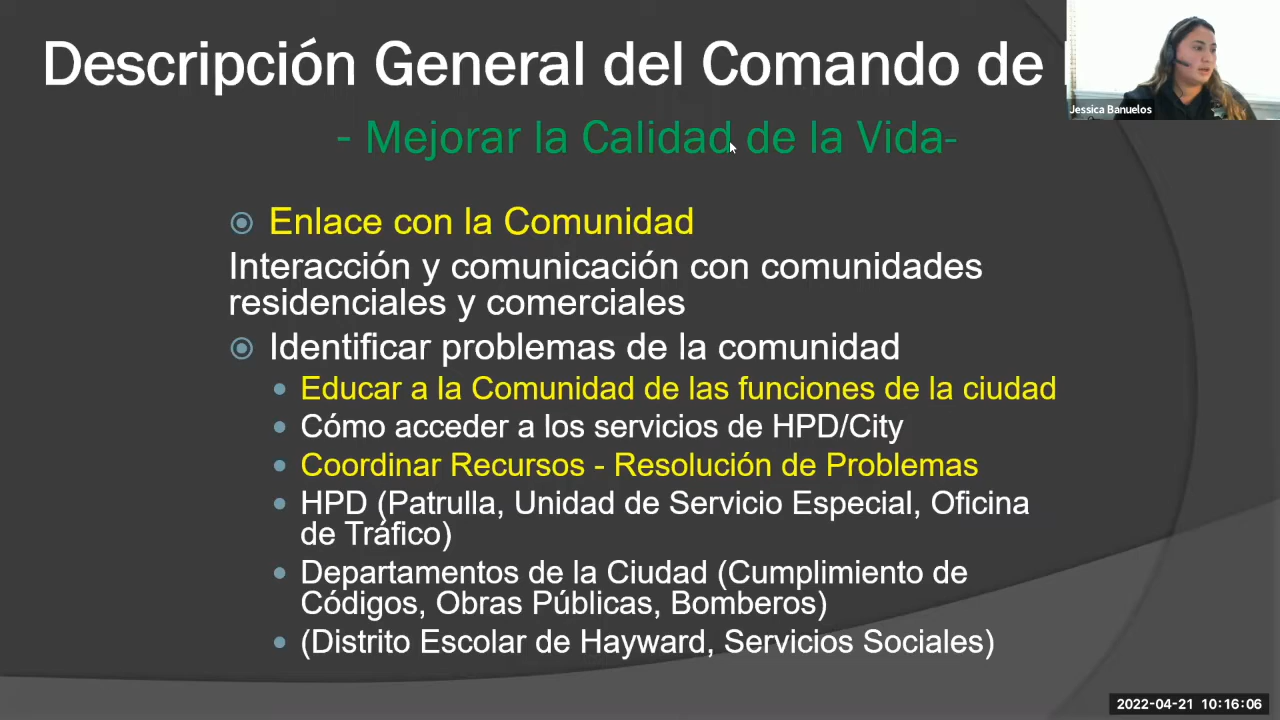 Descripción General del Comando de
- Mejorar la Calidad de la Vida-
Jessica Banuelos
Enlace con la Comunidad
Interacción y comunicación con comunidades
residenciales y comerciales
Identificar problemas de la comunidad
Educar a la Comunidad de las funciones de la ciudad
Cómo acceder a los servicios de HPD/City
Coordinar Recursos - Resolución de Problemas
HPD (Patrulla, Unidad de Servicio Especial, Oficina
de Tráfico)
Departamentos de la Ciudad (Cumplimiento de
Códigos, Obras Públicas, Bomberos)
(Distrito Escolar de Hayward, Servicios Sociales)
2022-04-21 10:16:06